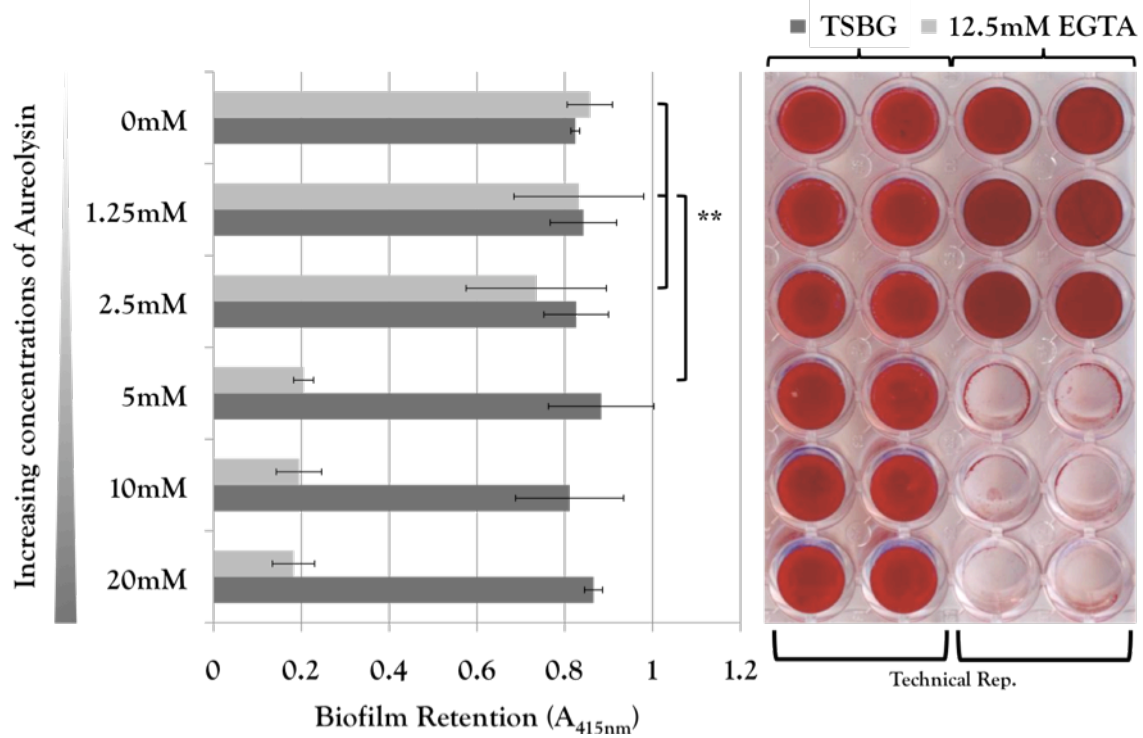 TSBG 12.5mM EGTA
Increasing concentrations of Aureolysin
0mM
1.25mM
2.5mM
5mM
10mM
20mM
**
0 0.2 0.4 0.6 0.8 1 1.2
Biofilm Retention (A415nm)
Technical Rep.